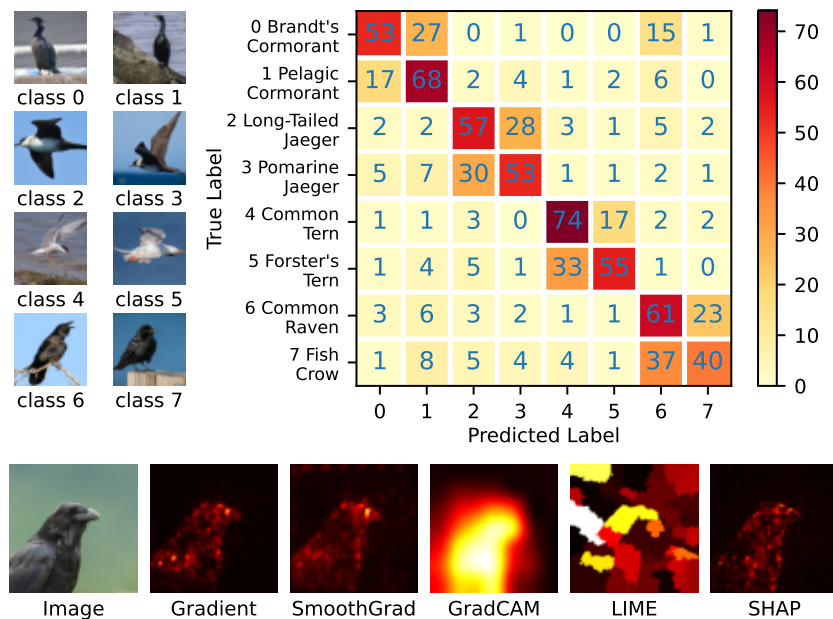 class 0 class 1
class 2 class 3
class 4 class 5
class 6 class 7
True Label
0 Brandt's
Cormorant 53 27 0 1 0 0 15 1
1 Pelagic
Cormorant 17 68 2 4 1 2 6 0
2 Long-Tailed
Jaeger 2 2 57 28 3 1 5 2
3 Pomarine
Jaeger 5 7 30 53 1 1 2 1
4 Common
Tern 1 1 3 0 74 17 2 2
5 Forster's
Tern 1 4 5 1 33 55 1 0
6 Common
Raven 3 6 3 2 1 1 61 23
7 Fish
Crow 1 8 5 4 4 1 37 40
0 1 2 3 4 5 6 7
Predicted Label
70
60
50
40
30
20
10
0
Image Gradient SmoothGrad GradCAM LIME SHAP